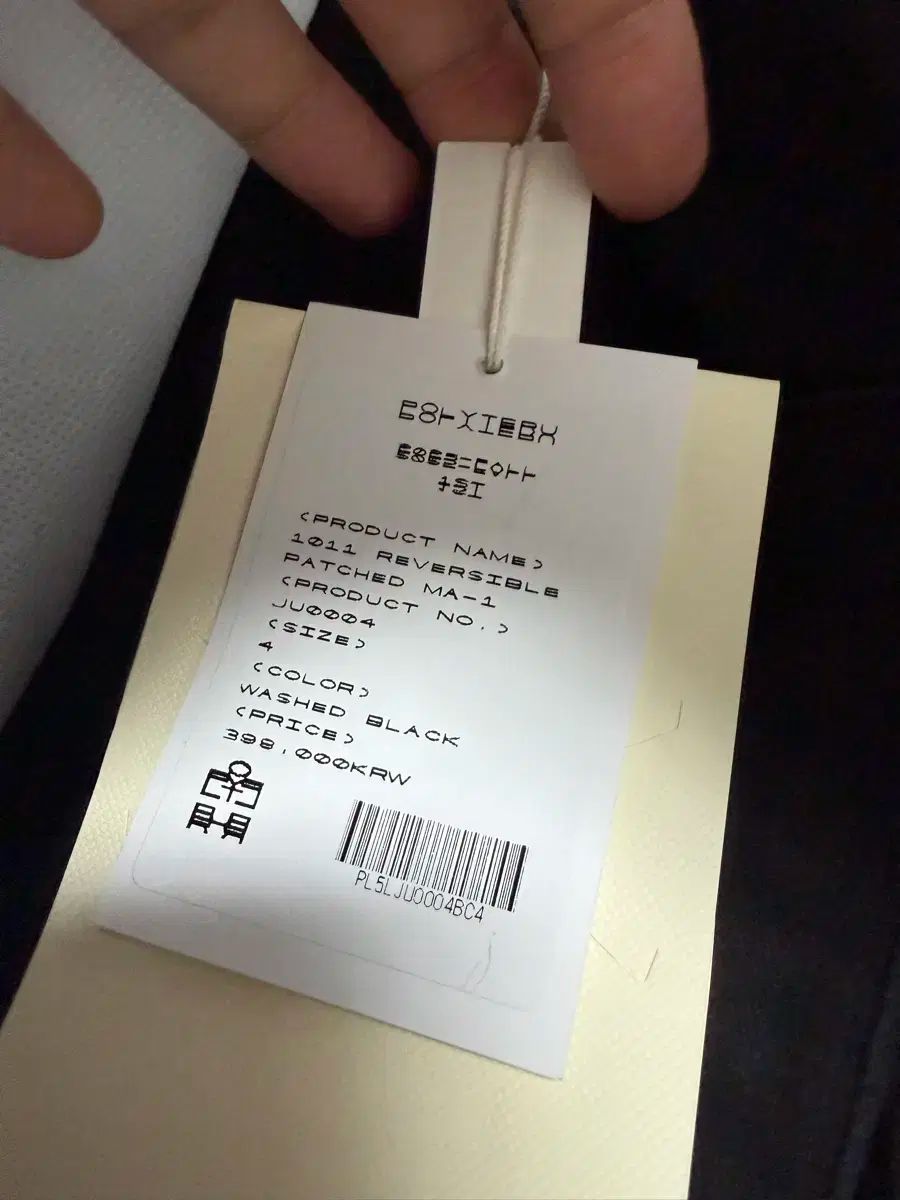 <PRODUCT NAME>
1011 REVERSIBLE
PATCHED MA-1
<PRODUCT NO.>
JU0004
<SIZE>
4
<COLOR>
WASHED BLACK
<PRICE>
398,000KRW
PL5LJU0004BC4